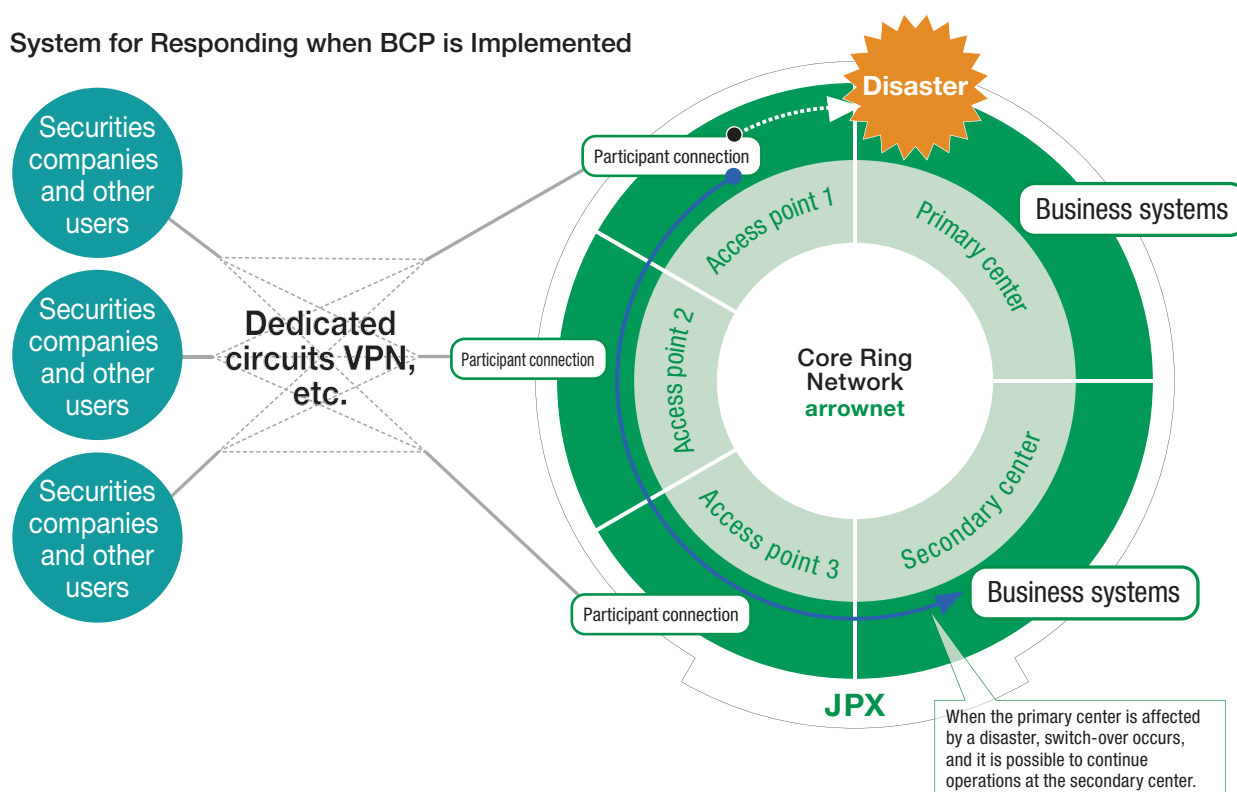 System for Responding when BCP is Implemented
Disaster
Securities
companies
and other
users
Securities
companies
and other
users
Securities
companies
and other
users
Dedicated
circuits VPN,
etc.
Participant connection
Participant connection
Participant connection
Access point 1
Access point 2
Access point 3
Primary center
Secondary center
Core Ring
Network
arrownet
Business systems
Business systems
JPX
When the primary center is affected
by a disaster, switch-over occurs,
and it is possible to continue
operations at the secondary center.